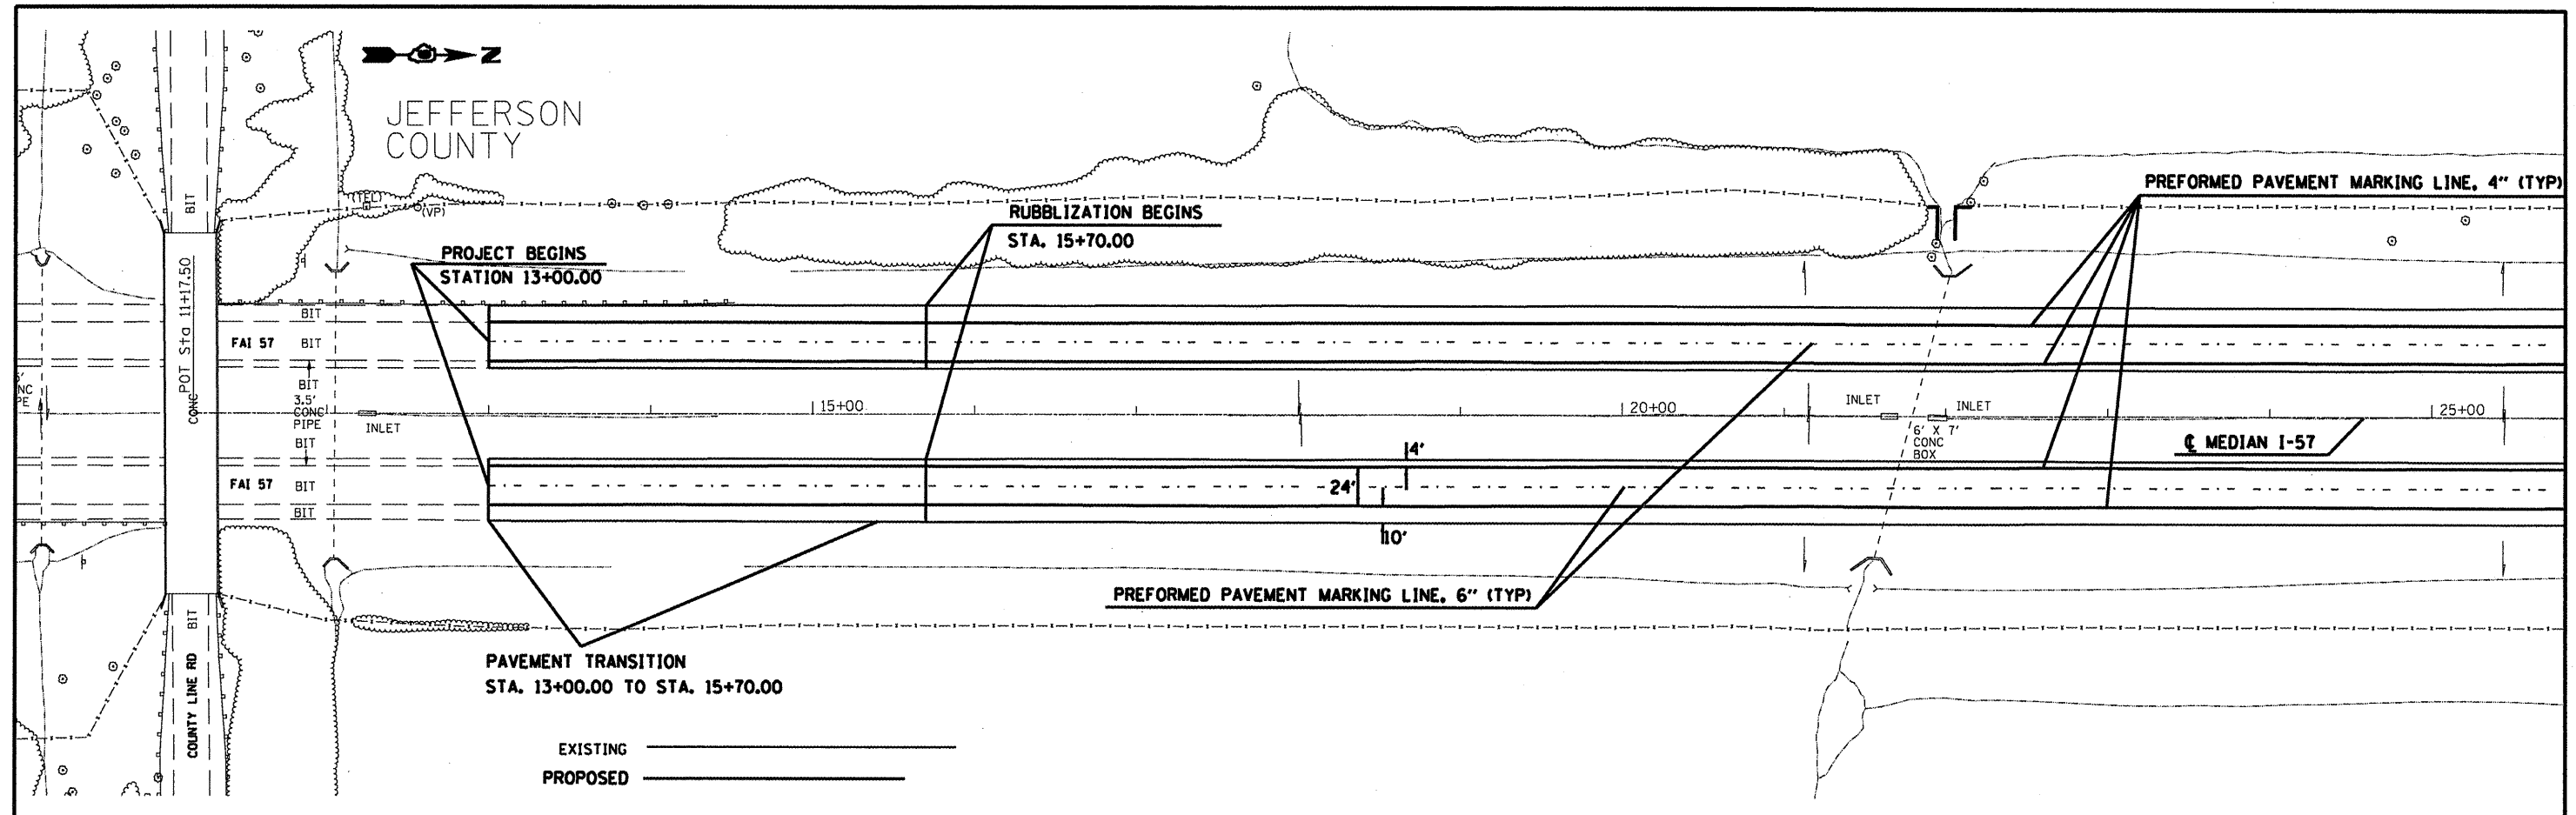 N
JEFFERSON
COUNTY
BIT
(TEL)
(VP)
PREFORMED PAVEMENT MARKING LINE, 4" (TYP)
RUBBLIZATION BEGINS
STA. 15+70.00
PROJECT BEGINS
STATION 13+00.00
POT Sta 11+17.50
CONC
BIT
FAI 57 BIT
BIT
3.5'
CONC
PIPE
BIT
INLET
15+00
20+00
INLET
INLET
25+00
6' X 7'
CONC
BOX
℄ MEDIAN I-57
4'
24'
10'
FAI 57 BIT
BIT
PREFORMED PAVEMENT MARKING LINE, 6" (TYP)
BIT
COUNTY LINE RD
PAVEMENT TRANSITION
STA. 13+00.00 TO STA. 15+70.00
EXISTING
PROPOSED